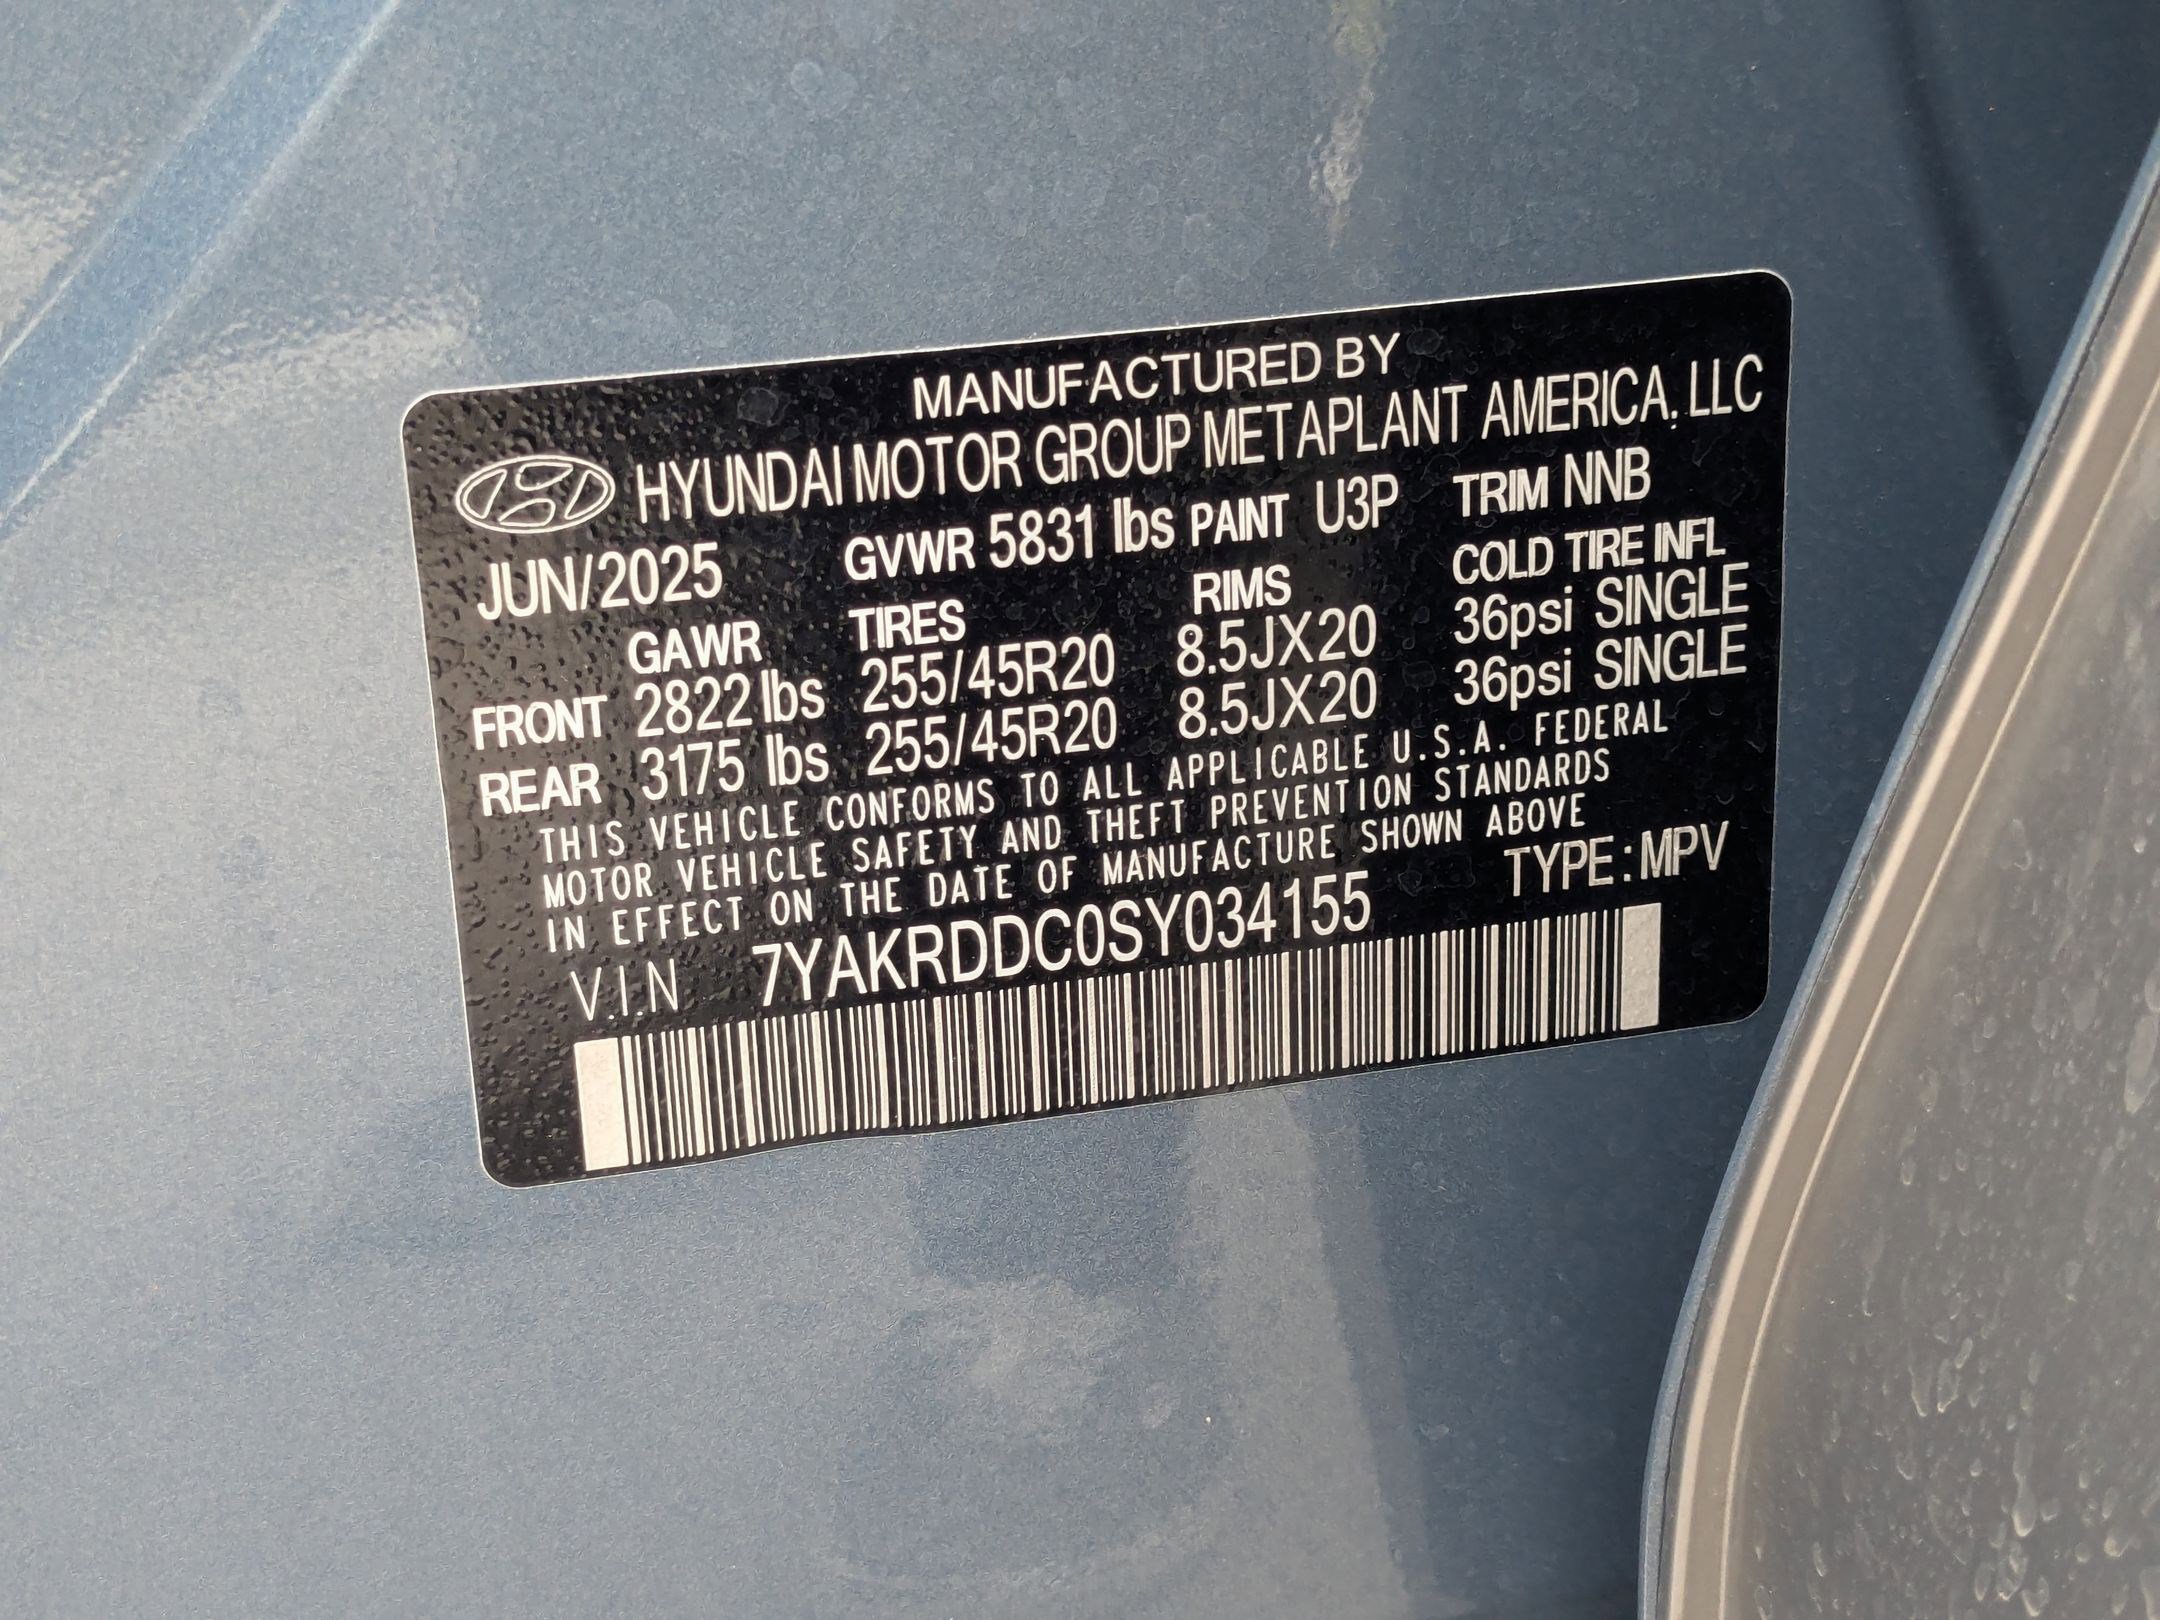 MANUFACTURED BY
HYUNDAI MOTOR GROUP METAPLANT AMERICA, LLC
JUN/2025 GVWR 5831 lbs PAINT U3P TRIM NNB
GAWR TIRES RIMS COLD TIRE INFL
FRONT 2822 lbs 255/45R20 8.5JX20 36psi SINGLE
REAR 3175 lbs 255/45R20 8.5JX20 36psi SINGLE
THIS VEHICLE CONFORMS TO ALL APPLICABLE U.S.A. FEDERAL
MOTOR VEHICLE SAFETY AND THEFT PREVENTION STANDARDS
IN EFFECT ON THE DATE OF MANUFACTURE SHOWN ABOVE
V.I.N 7YAKRDDC0SY034155 TYPE: MPV